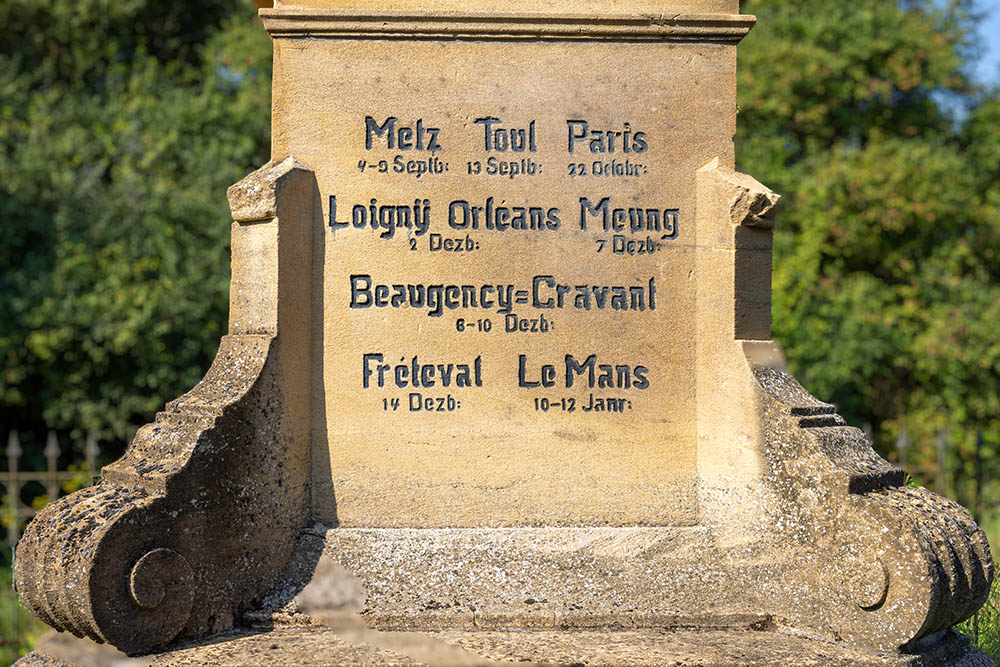 Metz Toul Paris
4-9 Septb: 13 Septb: 22 Octobr:
Loignÿ Orléans Meung
2 Dezb: 7 Dezb:
Beaugency=Cravant
6-10 Dezb:
Fréteval Le Mans
14 Dezb: 10-12 Janr: